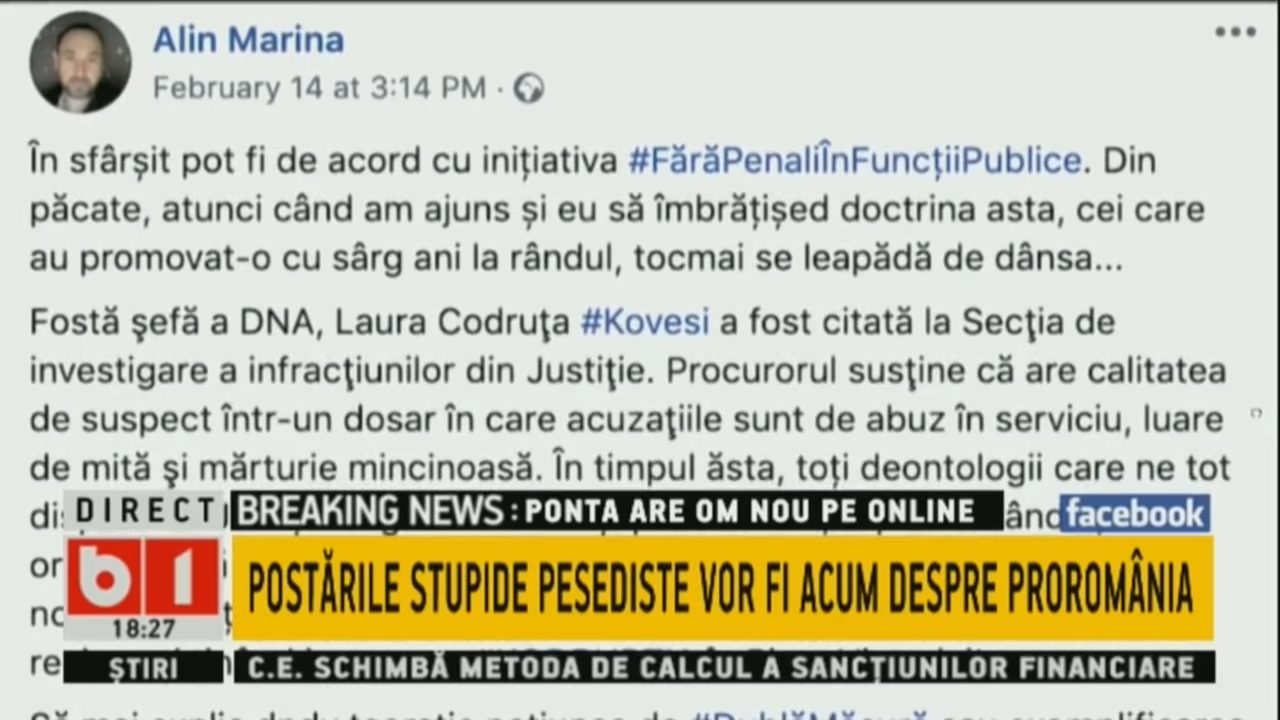 Alin Marina
February 14 at 3:14 PM ·
În sfârșit pot fi de acord cu inițiativa #FărăPenaliÎnFuncțiiPublice. Din
păcate, atunci când am ajuns și eu să îmbrățișed doctrina asta, cei care
au promovat-o cu sârg ani la rândul, tocmai se leapădă de dânsa...
Fostă şefă a DNA, Laura Codruţa #Kovesi a fost citată la Secţia de
investigare a infracţiunilor din Justiţie. Procurorul susţine că are calitatea
de suspect într-un dosar în care acuzaţiile sunt de abuz în serviciu, luare
de mită şi mărturie mincinoasă. În timpul ăsta, toți deontologii care ne tot
DIRECT BREAKING NEWS: PONTA ARE OM NOU PE ONLINE facebook
B1 POSTĂRILE STUPIDE PESEDISTE VOR FI ACUM DESPRE PROROMÂNIA
18:27
ȘTIRI C.E. SCHIMBĂ METODA DE CALCUL A SANCȚIUNILOR FINANCIARE